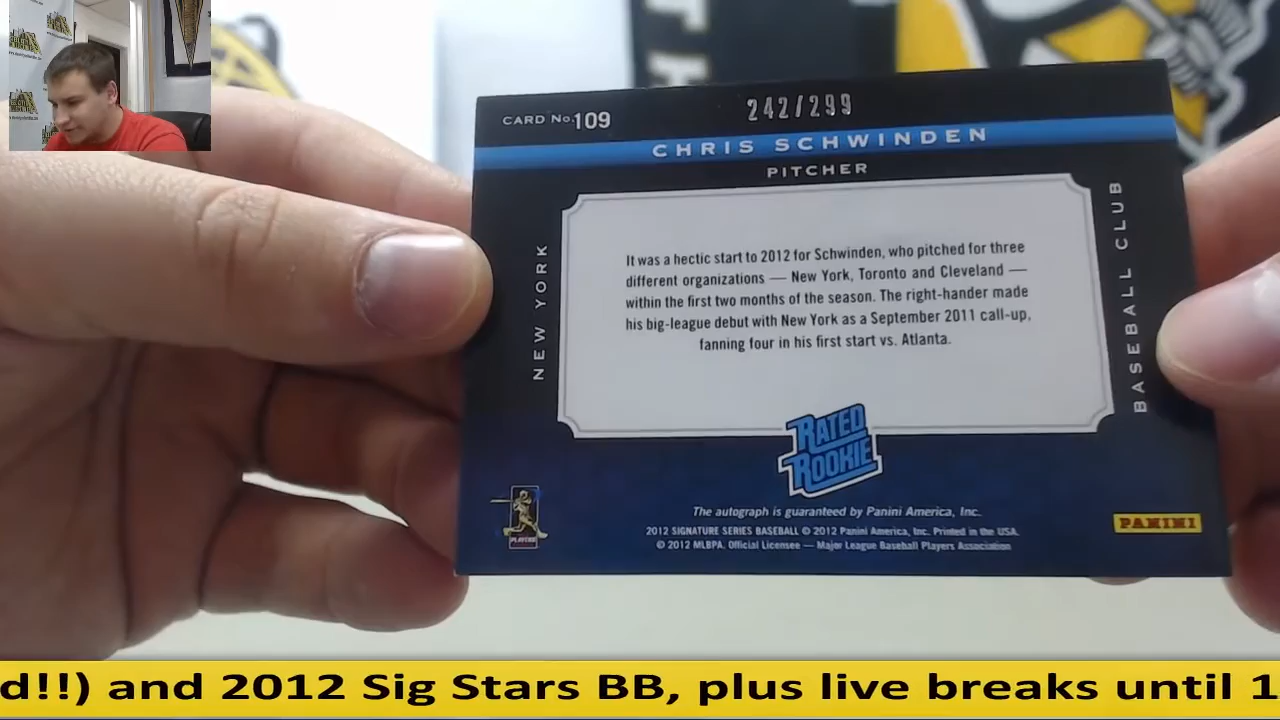 CARD No.109
242/299
CHRIS SCHWINDEN
PITCHER
NEW YORK
BASEBALL CLUB
It was a hectic start to 2012 for Schwinden, who pitched for three
different organizations — New York, Toronto and Cleveland —
within the first two months of the season. The right-hander made
his big-league debut with New York as a September 2011 call-up,
fanning four in his first start vs. Atlanta.
RATED
ROOKIE
The autograph is guaranteed by Panini America, Inc.
2012 SIGNATURE SERIES BASEBALL © 2012 Panini America, Inc. Printed in the USA.
© 2012 MLBPA. Official Licensee — Major League Baseball Players Association
PLAYERS
PANINI
TH
d!!) and 2012 Sig Stars BB, plus live breaks until 1